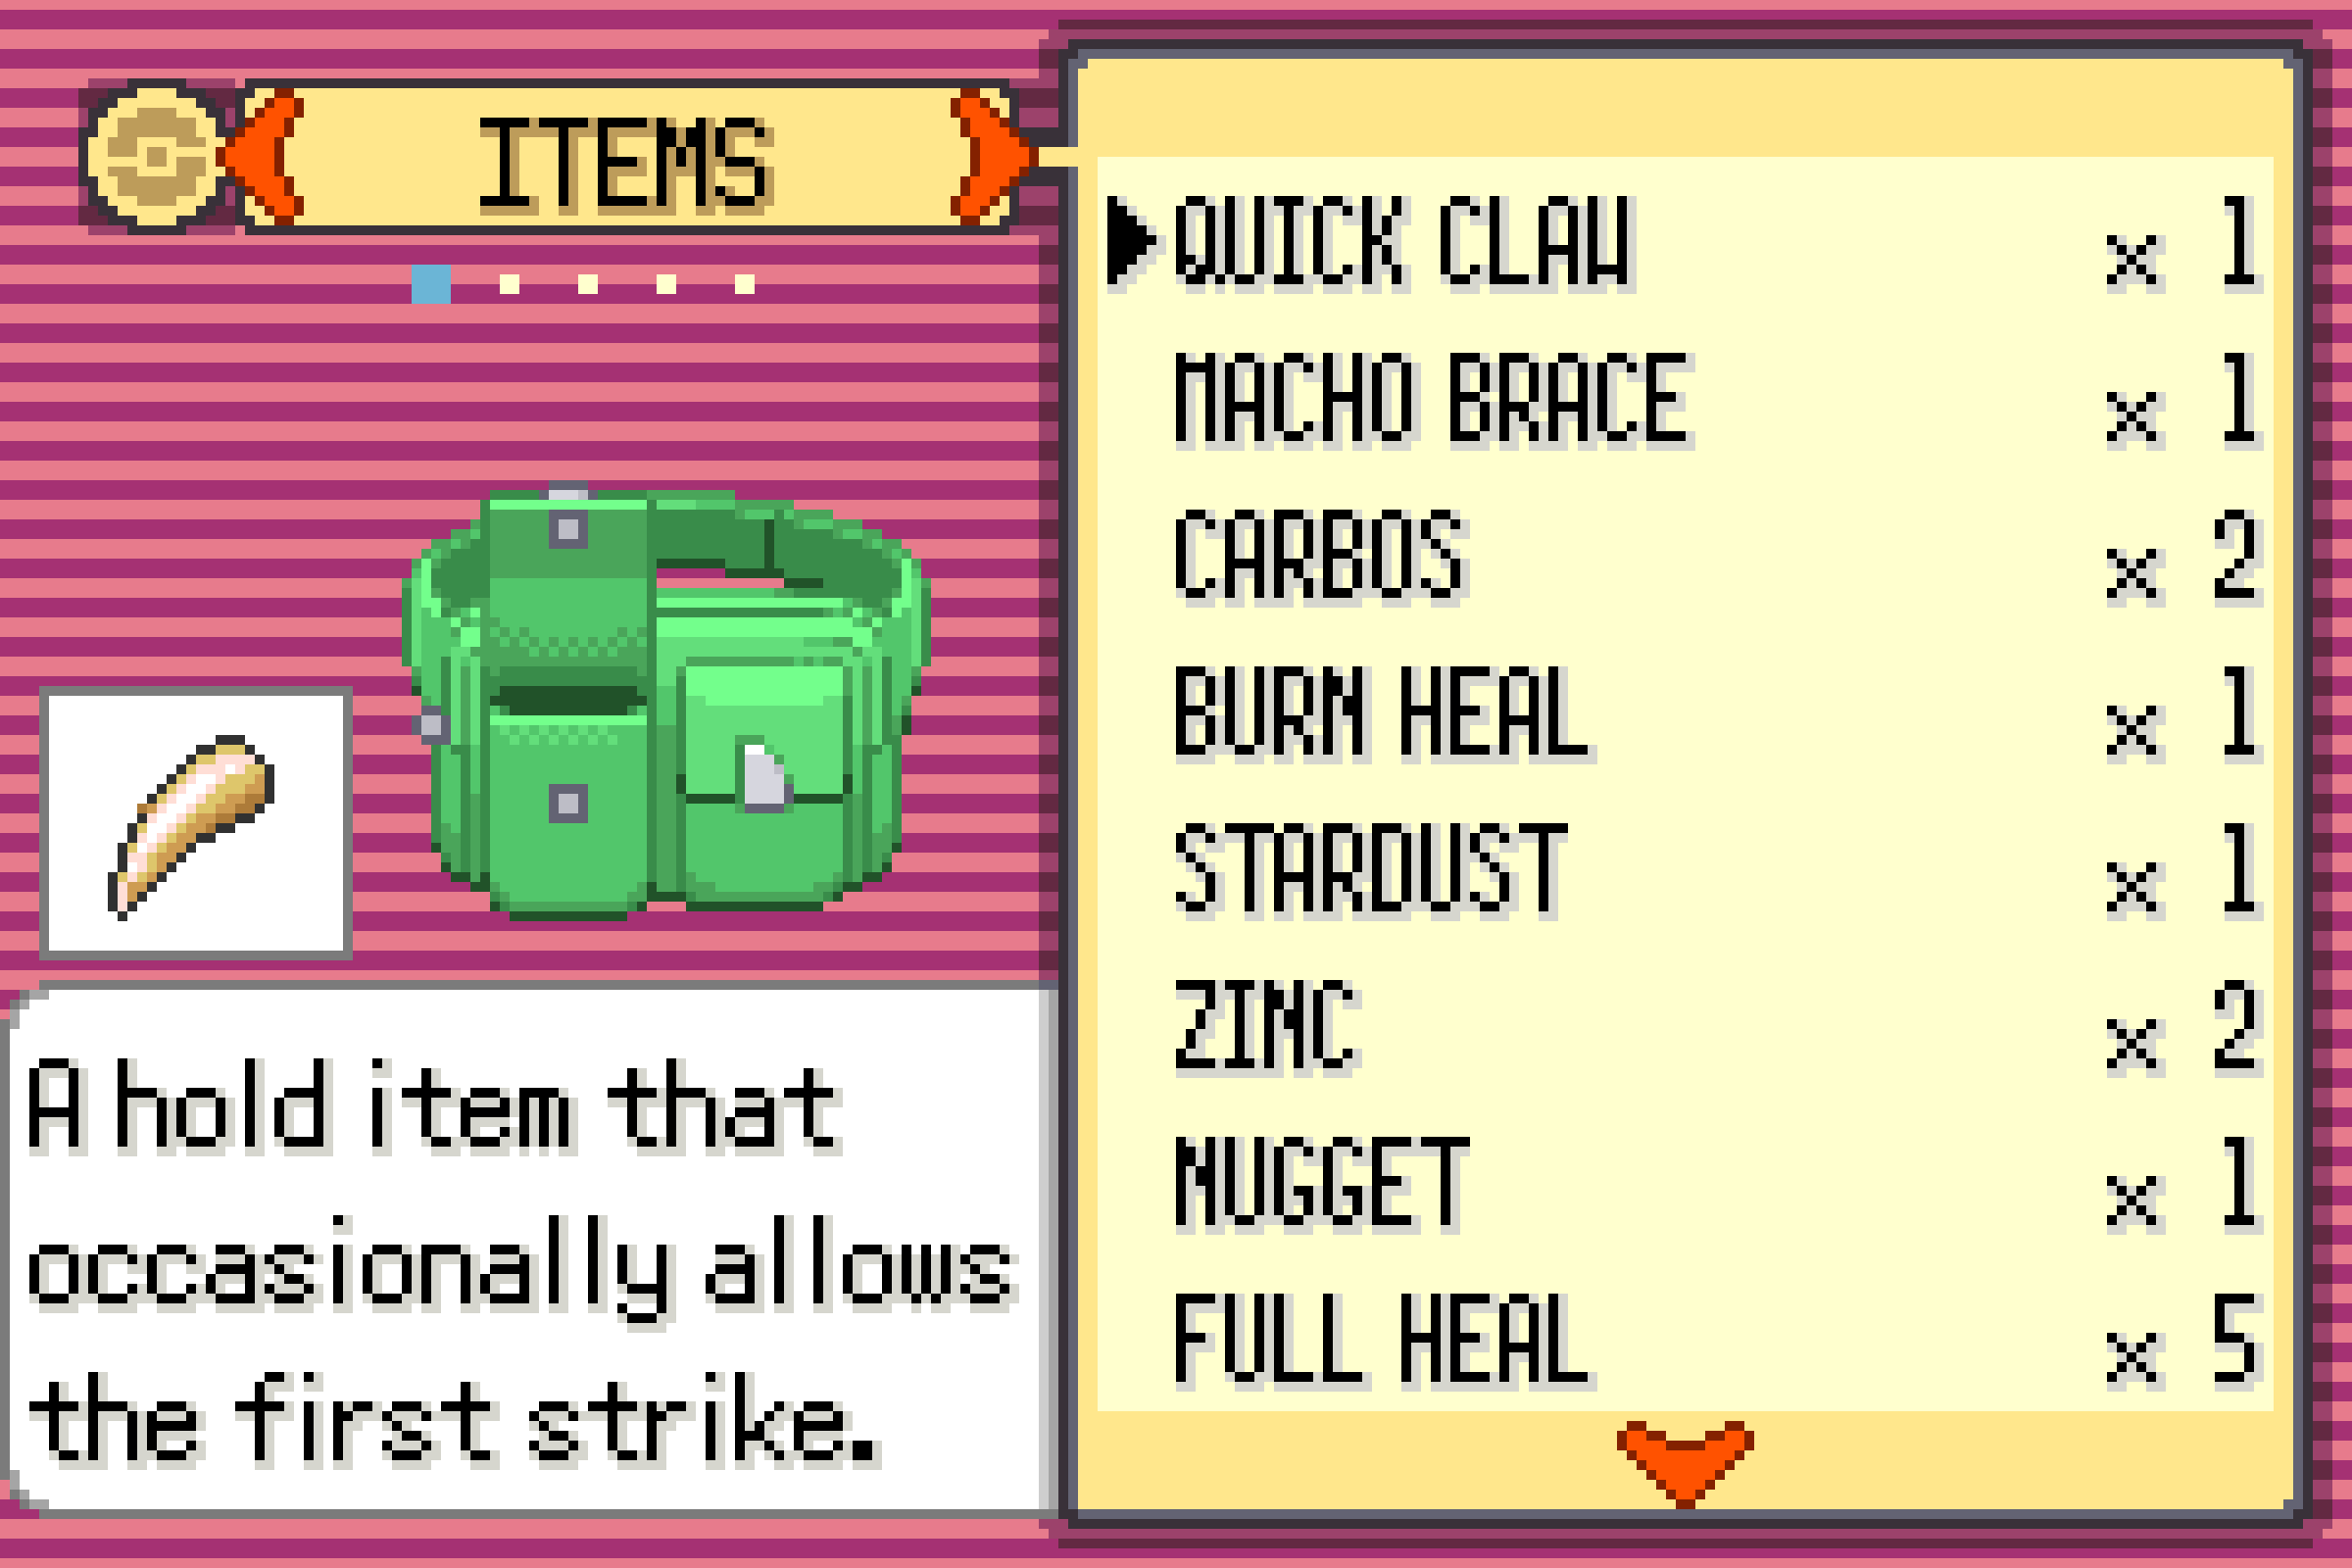 ITEMS
QUICK CLAW × 1
MACHO BRACE × 1
CARBOS × 2
BURN HEAL × 1
STARDUST × 1
ZINC × 2
NUGGET × 1
FULL HEAL × 5
A hold item that
occasionally allows
the first strike.